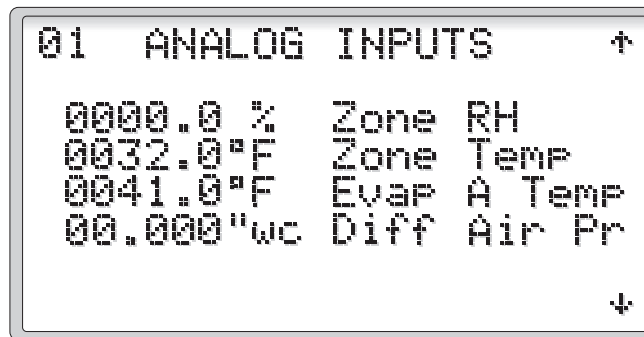 01 ANALOG INPUTS ↑
0000.0 % Zone RH
0032.0°F Zone Temp
0041.0°F Evap A Temp
00.000"wc Diff Air Pr
↓